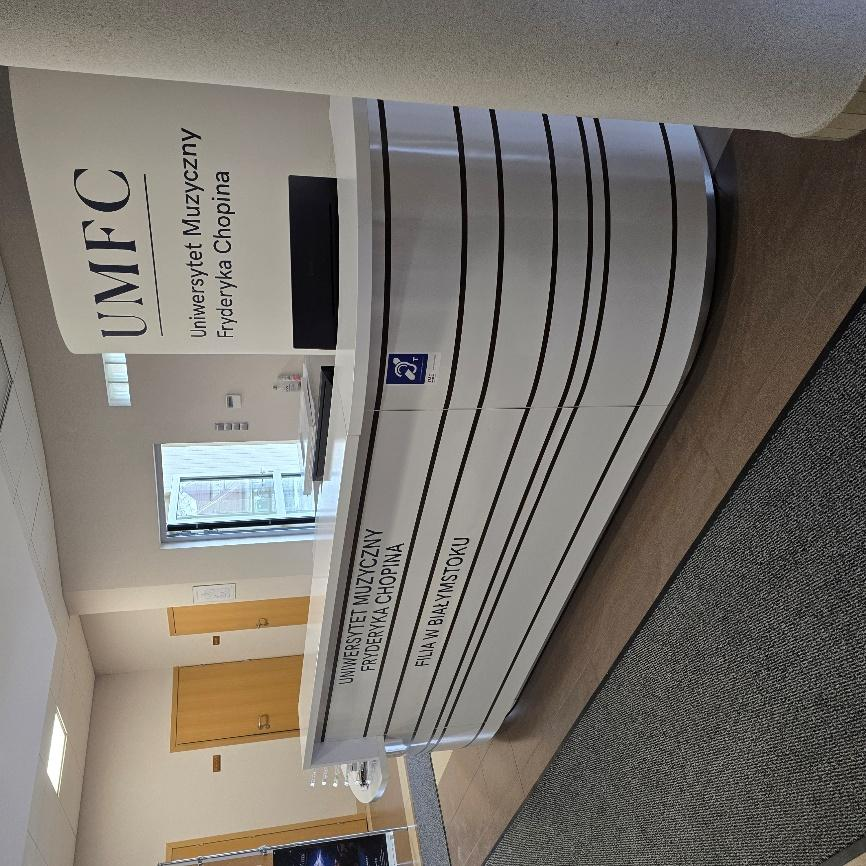 UMFC
Uniwersytet Muzyczny
Fryderyka Chopina
UNIWERSYTET MUZYCZNY
FRYDERYKA CHOPINA
FILIA W BIAŁYMSTOKU
T